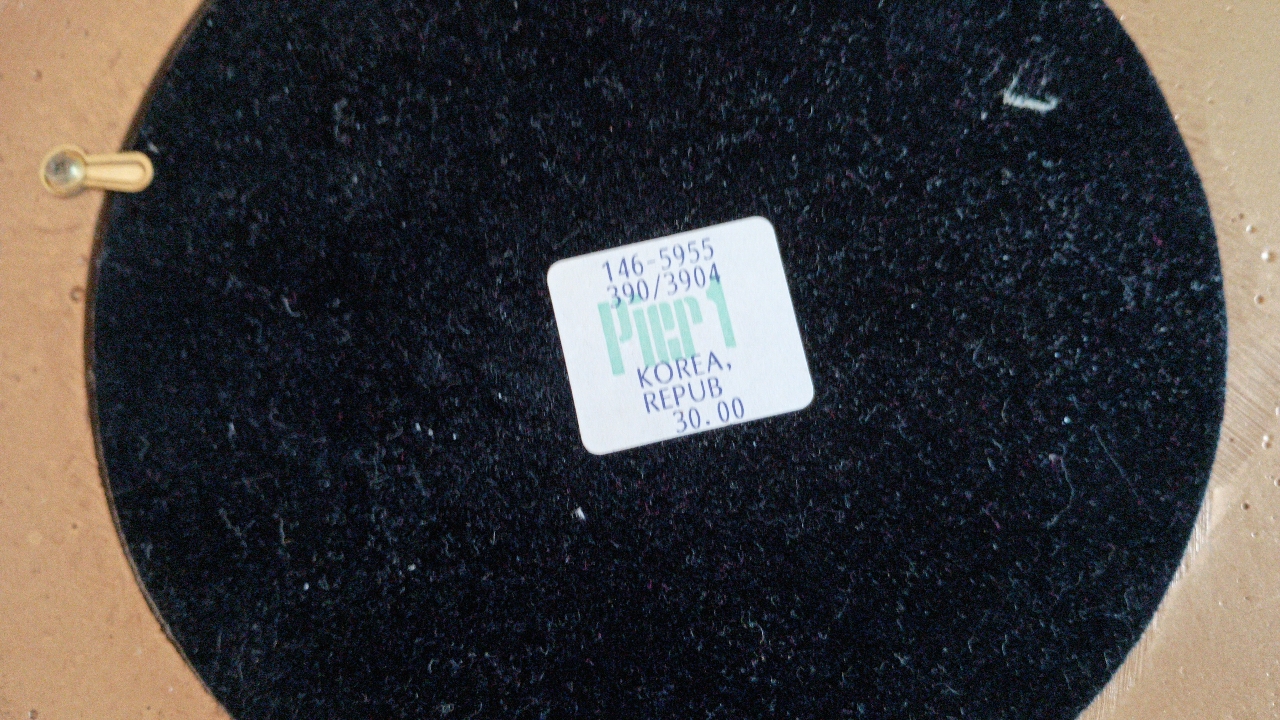 146-5955
390/3904
Pier 1
KOREA,
REPUB
30.00